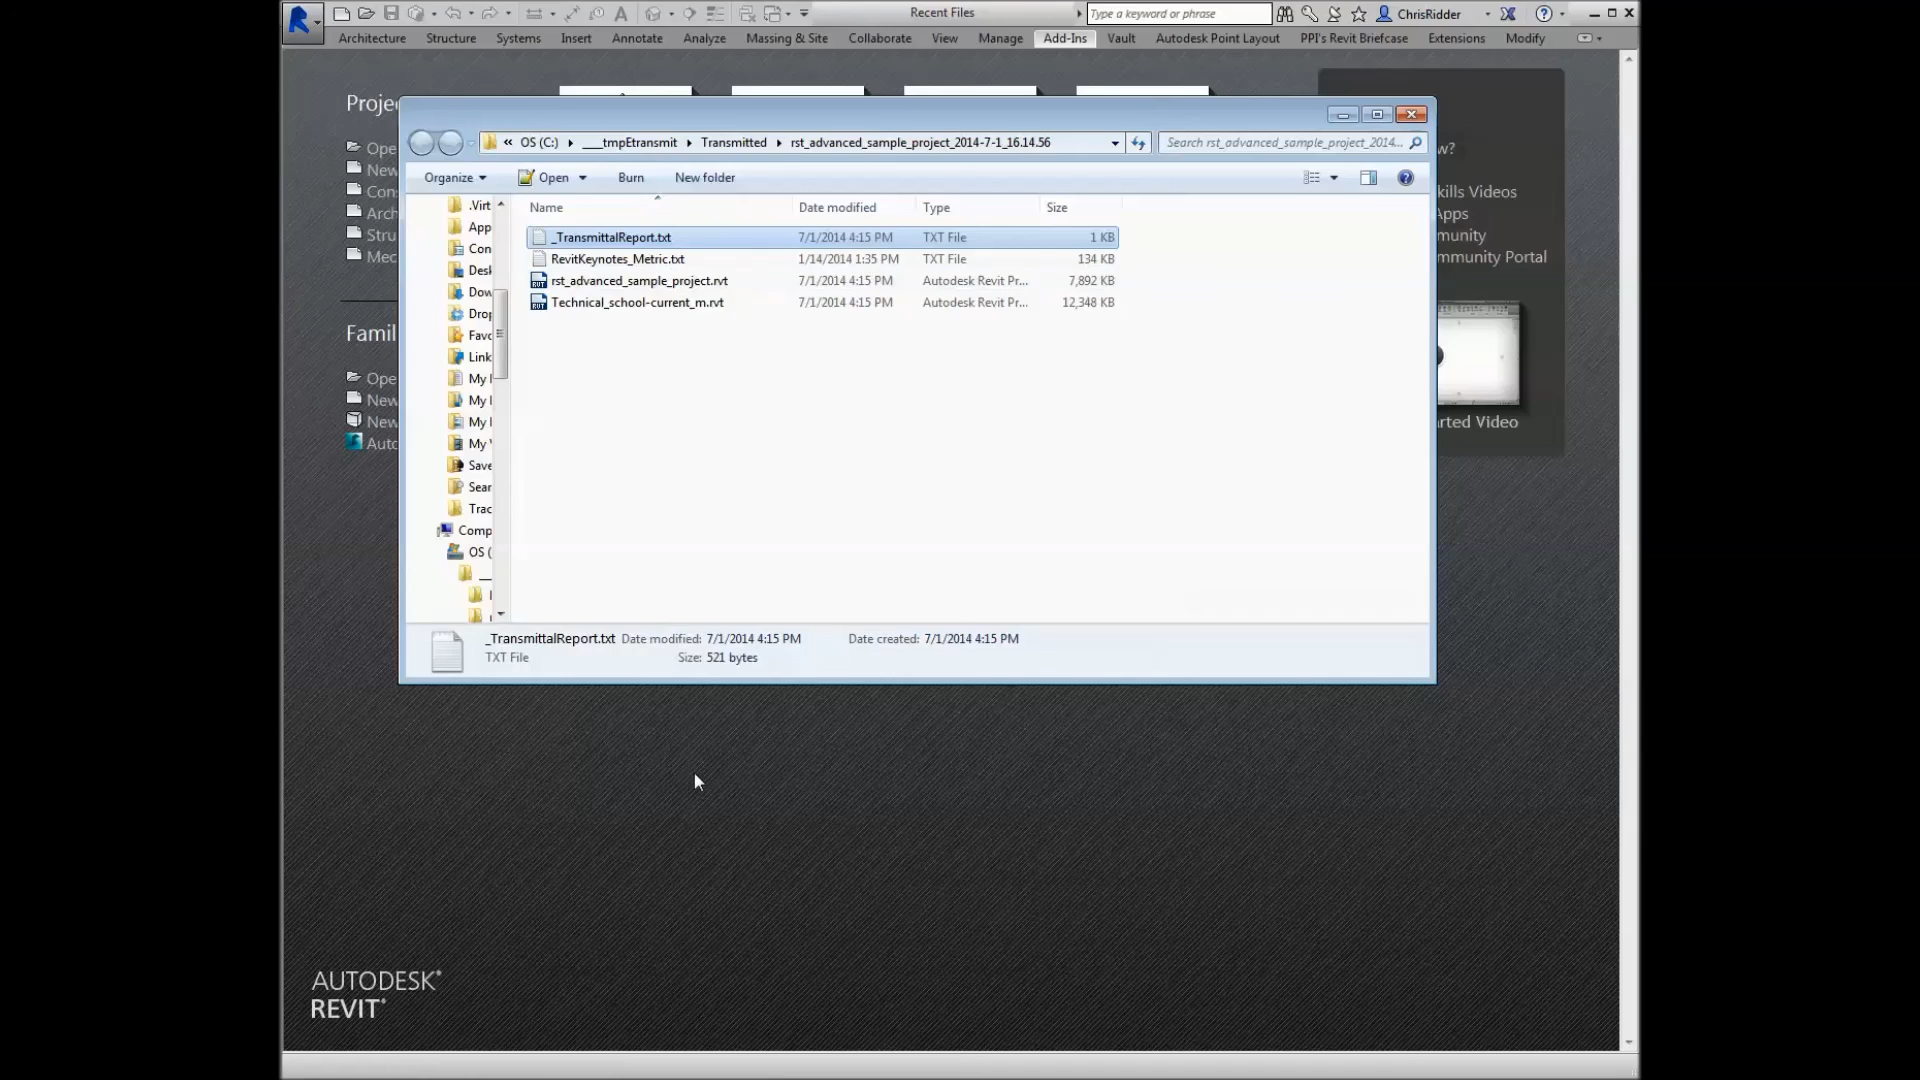 Recent Files
Type a keyword or phrase
ChrisRidder
Architecture Structure Systems Insert Annotate Analyze Massing & Site Collaborate View Manage Add-Ins Vault Autodesk Point Layout PPI's Revit Briefcase Extensions Modify
Proje
Ope
New
Con
Arch
Stru
Mec
Famil
Ope
New
New
Auto
w?
kills Videos
Apps
munity
mmunity Portal
rted Video
« OS (C:) ▸ ____tmpEtransmit ▸ Transmitted ▸ rst_advanced_sample_project_2014-7-1_16.14.56
Search rst_advanced_sample_project_2014...
Organize Open Burn New folder
Name Date modified Type Size
_TransmittalReport.txt 7/1/2014 4:15 PM TXT File 1 KB
RevitKeynotes_Metric.txt 1/14/2014 1:35 PM TXT File 134 KB
rst_advanced_sample_project.rvt 7/1/2014 4:15 PM Autodesk Revit Pr... 7,892 KB
Technical_school-current_m.rvt 7/1/2014 4:15 PM Autodesk Revit Pr... 12,348 KB
.Virt
App
Con
Desk
Dow
Drop
Favo
Link
My
My
My
My
Save
Sear
Trac
Comp
OS (
_TransmittalReport.txt Date modified: 7/1/2014 4:15 PM Date created: 7/1/2014 4:15 PM
TXT File Size: 521 bytes
AUTODESK®
REVIT®